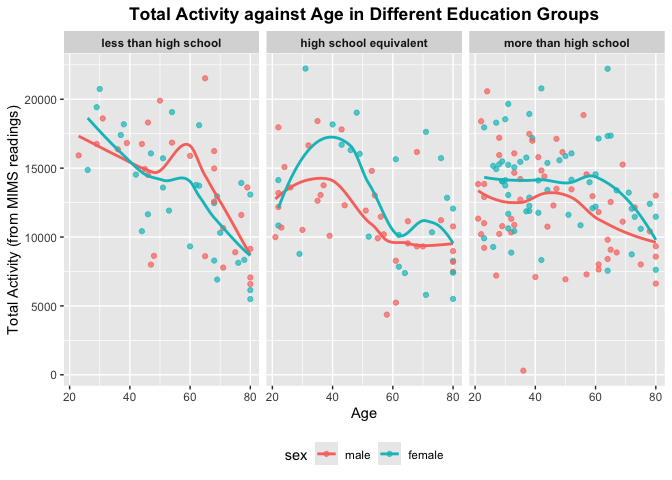 Total Activity against Age in Different Education Groups
less than high school
high school equivalent
more than high school
Total Activity (from MIMS readings)
20000
15000
10000
5000
0
20 40 60 80
20 40 60 80
20 40 60 80
Age
sex male female